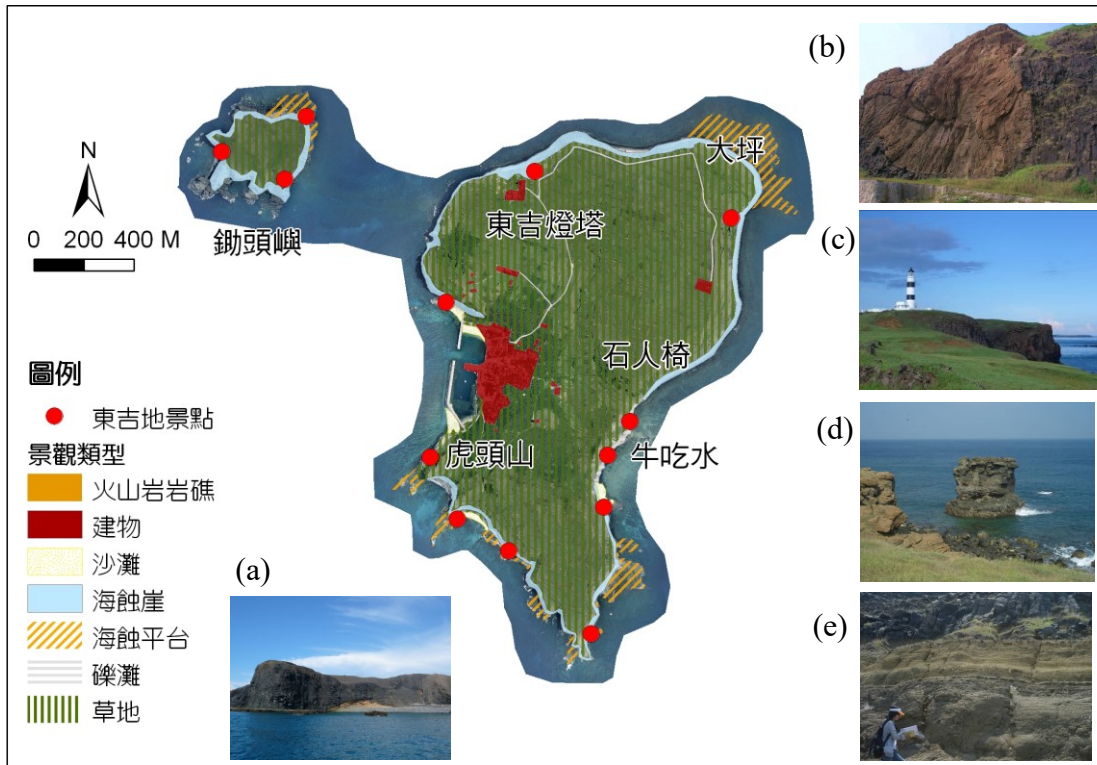 (b)
大坪
N
東吉燈塔
0 200 400 M
鋤頭嶼
(c)
石人椅
圖例
東吉地景點
虎頭山
牛吃水
(d)
景觀類型
火山岩岩礁
建物
沙灘
海蝕崖
海蝕平台
礫灘
草地
(a)
(e)